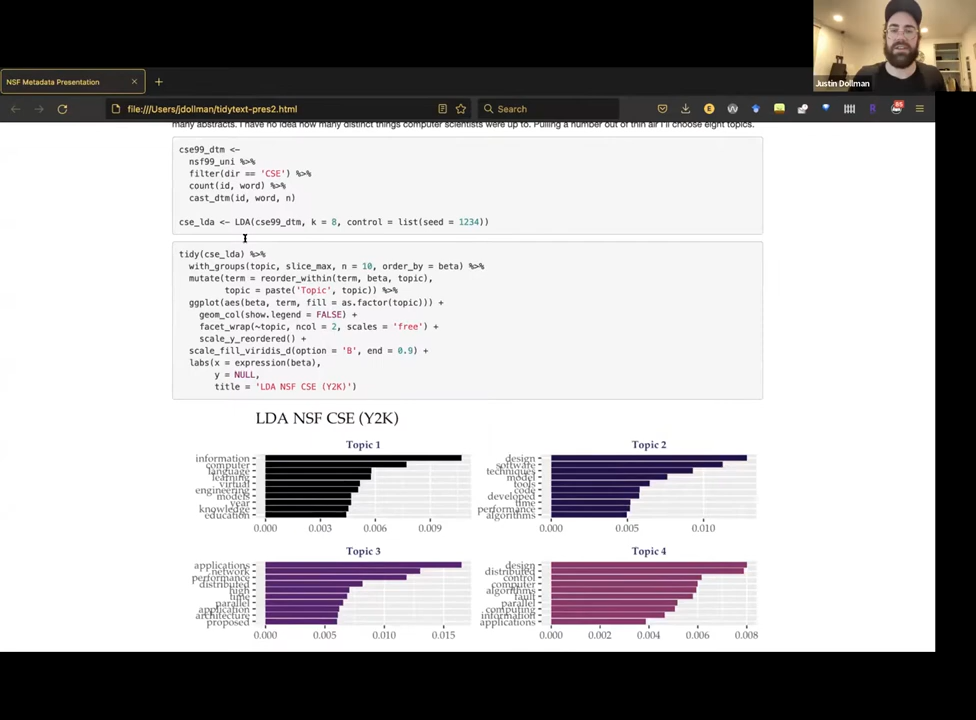 Justin Dollman
NSF Metadata Presentation
file:///Users/jdollman/tidytext-pres2.html
Search
many abstracts. I have no idea how many distinct things computer scientists were up to. Pulling a number out of thin air I'll choose eight topics.
cse99_dtm <-
nsf99_uni %>%
filter(dir == 'CSE') %>%
count(id, word) %>%
cast_dtm(id, word, n)
cse_lda <- LDA(cse99_dtm, k = 8, control = list(seed = 1234))
tidy(cse_lda) %>%
with_groups(topic, slice_max, n = 10, order_by = beta) %>%
mutate(term = reorder_within(term, beta, topic),
topic = paste('Topic', topic)) %>%
ggplot(aes(beta, term, fill = as.factor(topic))) +
geom_col(show.legend = FALSE) +
facet_wrap(~topic, ncol = 2, scales = 'free') +
scale_y_reordered() +
scale_fill_viridis_d(option = 'B', end = 0.9) +
labs(x = expression(beta),
y = NULL,
title = 'LDA NSF CSE (Y2K)')
LDA NSF CSE (Y2K)
Topic 1
information
computer
language
learning
virtual
engineering
models
year
knowledge
education
0.000 0.003 0.006 0.009
Topic 2
design
software
techniques
model
tools
code
developed
time
performance
algorithms
0.000 0.005 0.010
Topic 3
applications
network
performance
distributed
high
time
parallel
application
architecture
proposed
0.000 0.005 0.010 0.015
Topic 4
design
distributed
control
computer
algorithms
fault
parallel
computing
information
applications
0.000 0.002 0.004 0.006 0.008